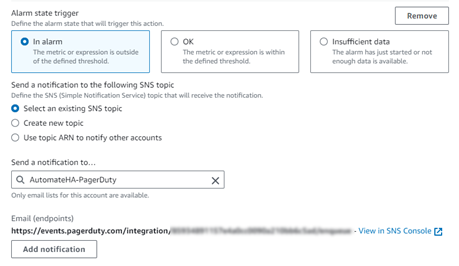 Alarm state trigger
Define the alarm state that will trigger this action.
Remove
In alarm
The metric or expression is outside
of the defined threshold.
OK
The metric or expression is within
the defined threshold.
Insufficient data
The alarm has just started or not
enough data is available.
Send a notification to the following SNS topic
Define the SNS (Simple Notification Service) topic that will receive the notification.
Select an existing SNS topic
Create new topic
Use topic ARN to notify other accounts
Send a notification to...
AutomateHA-PagerDuty
Only email lists for this account are available.
Email (endpoints)
https://events.pagerduty.com/integration/ - View in SNS Console
Add notification